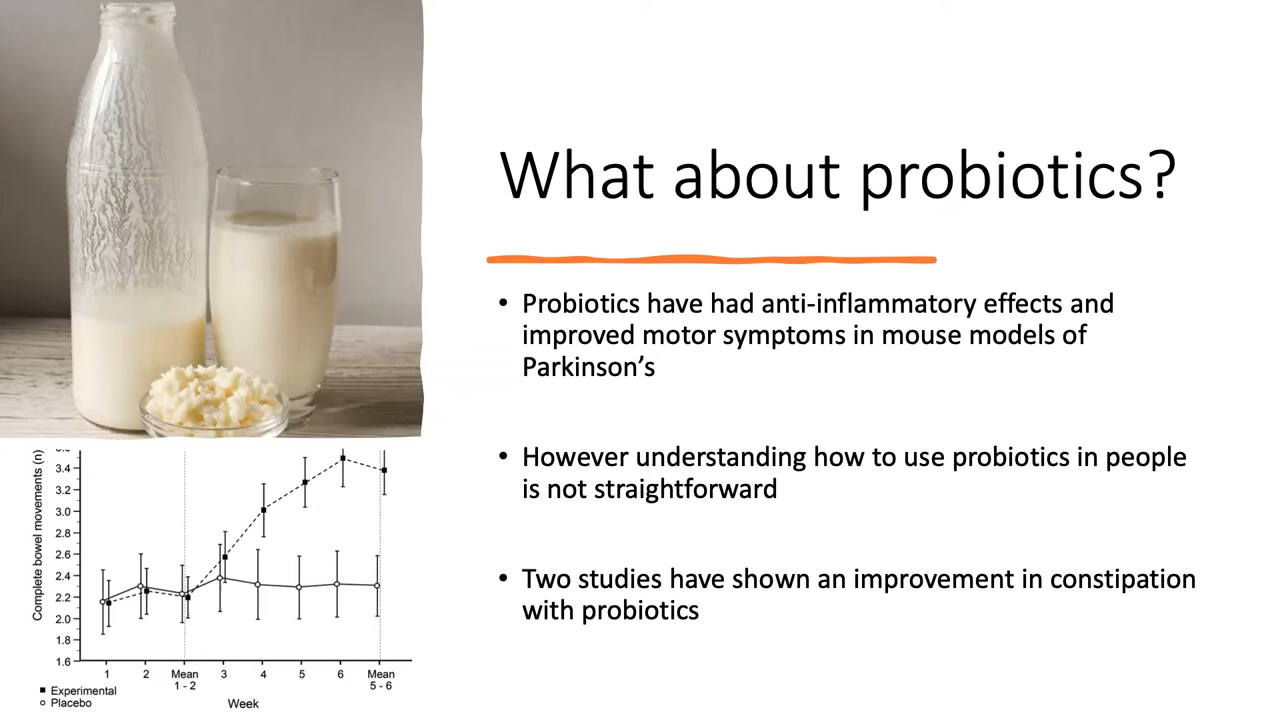 What about probiotics?
• Probiotics have had anti-inflammatory effects and
improved motor symptoms in mouse models of
Parkinson’s
• However understanding how to use probiotics in people
is not straightforward
• Two studies have shown an improvement in constipation
with probiotics
Complete bowel movements (n)
3.4
3.2
3.0
2.8
2.6
2.4
2.2
2.0
1.8
1.6
1 2 Mean 3 4 5 6 Mean
1 - 2 5 - 6
Week
Experimental
Placebo